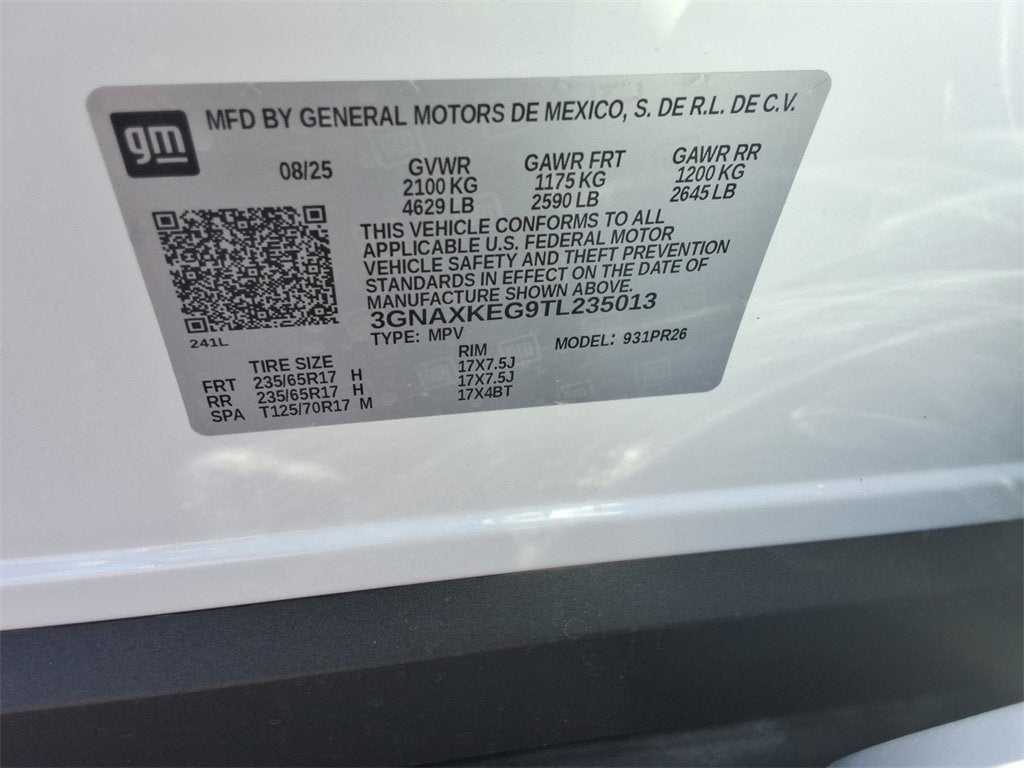 gm
MFD BY GENERAL MOTORS DE MEXICO, S. DE R.L. DE C.V.
08/25 GVWR GAWR FRT GAWR RR
2100 KG 1175 KG 1200 KG
4629 LB 2590 LB 2645 LB
THIS VEHICLE CONFORMS TO ALL
APPLICABLE U.S. FEDERAL MOTOR
VEHICLE SAFETY AND THEFT PREVENTION
STANDARDS IN EFFECT ON THE DATE OF
MANUFACTURE SHOWN ABOVE.
3GNAXKEG9TL235013
241L
TYPE: MPV MODEL: 931PR26
TIRE SIZE RIM
FRT 235/65R17 H 17X7.5J
RR 235/65R17 H 17X7.5J
SPA T125/70R17 M 17X4BT